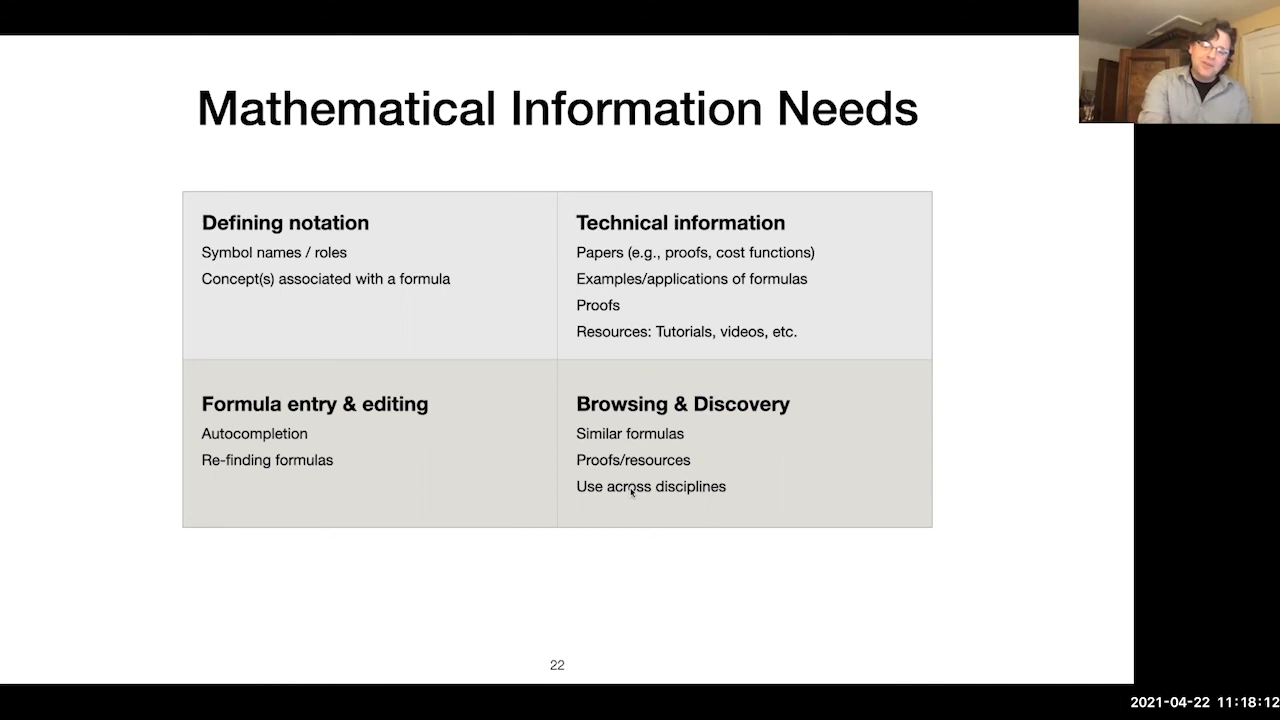 Mathematical Information Needs
Defining notation
Symbol names / roles
Concept(s) associated with a formula
Technical information
Papers (e.g., proofs, cost functions)
Examples/applications of formulas
Proofs
Resources: Tutorials, videos, etc.
Formula entry & editing
Autocompletion
Re-finding formulas
Browsing & Discovery
Similar formulas
Proofs/resources
Use across disciplines
22
2021-04-22 11:18:12